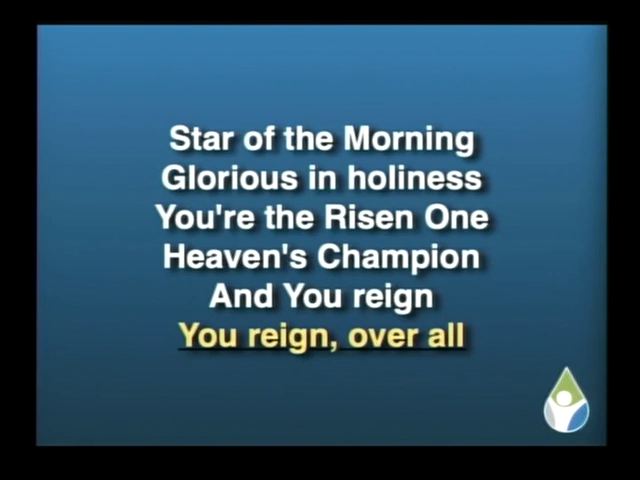 Star of the Morning
Glorious in holiness
You're the Risen One
Heaven's Champion
And You reign
You reign, over all